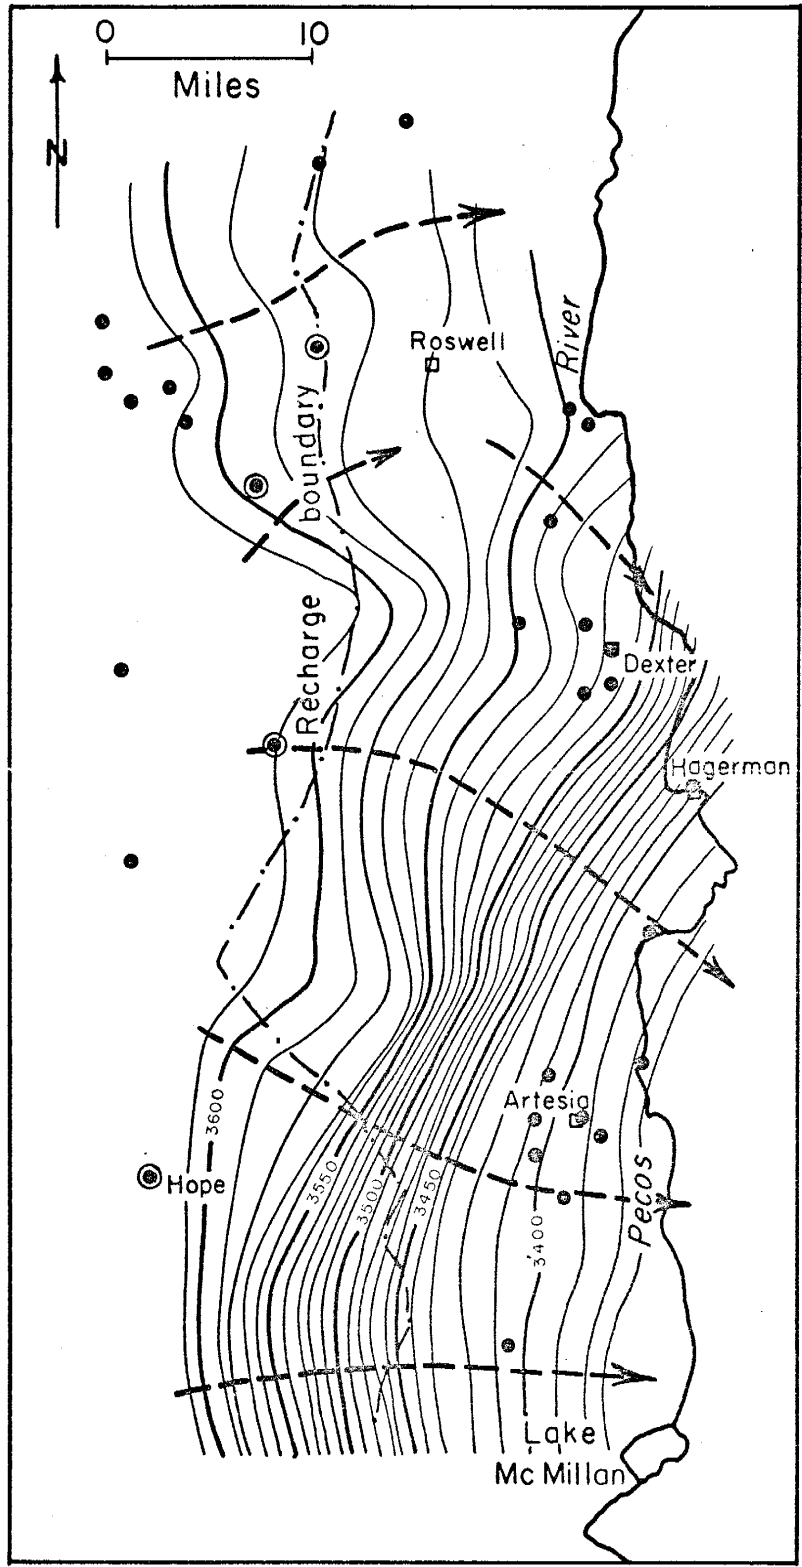 0 10
Miles
N
Roswell
River
Recharge boundary
Dexter
Hagerman
Artesia
3600
3550
3500
3450
3400
Hope
Pecos
Lake
Mc Millan